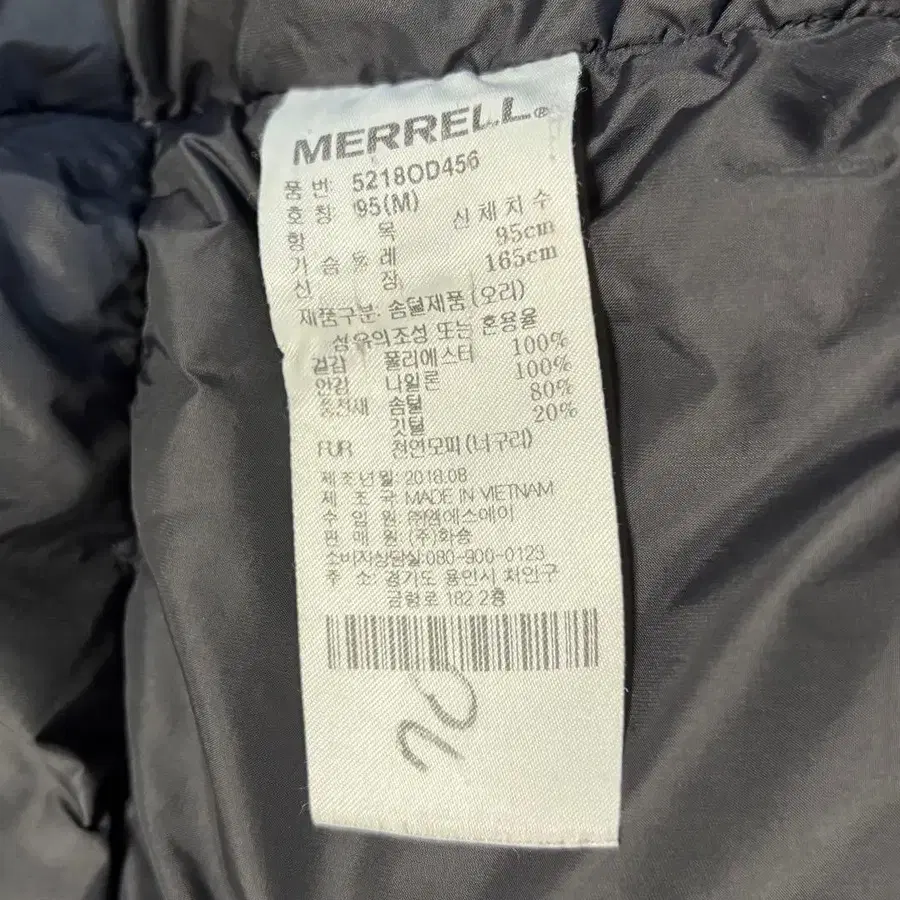 MERRELL®
품 번: 5218OD456
호 칭: 95(M)
항 목 신체치수
가 슴 둘 레 95cm
신 장 165cm
제품구분: 솜털제품(오리)
섬유의조성 또는 혼용율
겉감 폴리에스터 100%
안감 나일론 100%
충전재 솜털 80%
깃털 20%
FUR 천연모피(너구리)
제조년월: 2018.08
제 조 구: MADE IN VIETNAM
수 입 원: ㈜엠에스에이
판 매 원: (주)화승
소비자상담실:080-900-0123
주 소: 경기도 용인시 처인구
금령로 182 2층